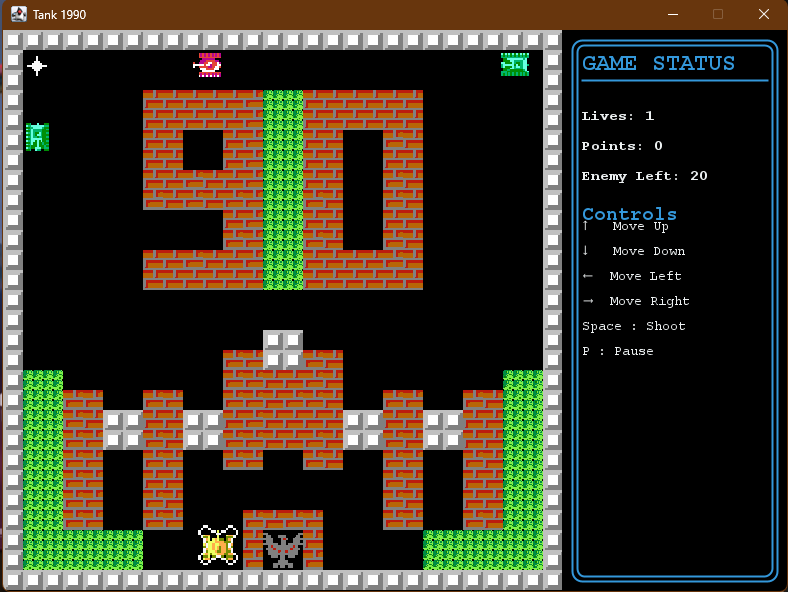 Tank 1990
GAME STATUS
Lives: 1
Points: 0
Enemy Left: 20
Controls
↑ Move Up
↓ Move Down
← Move Left
→ Move Right
Space : Shoot
P : Pause
90